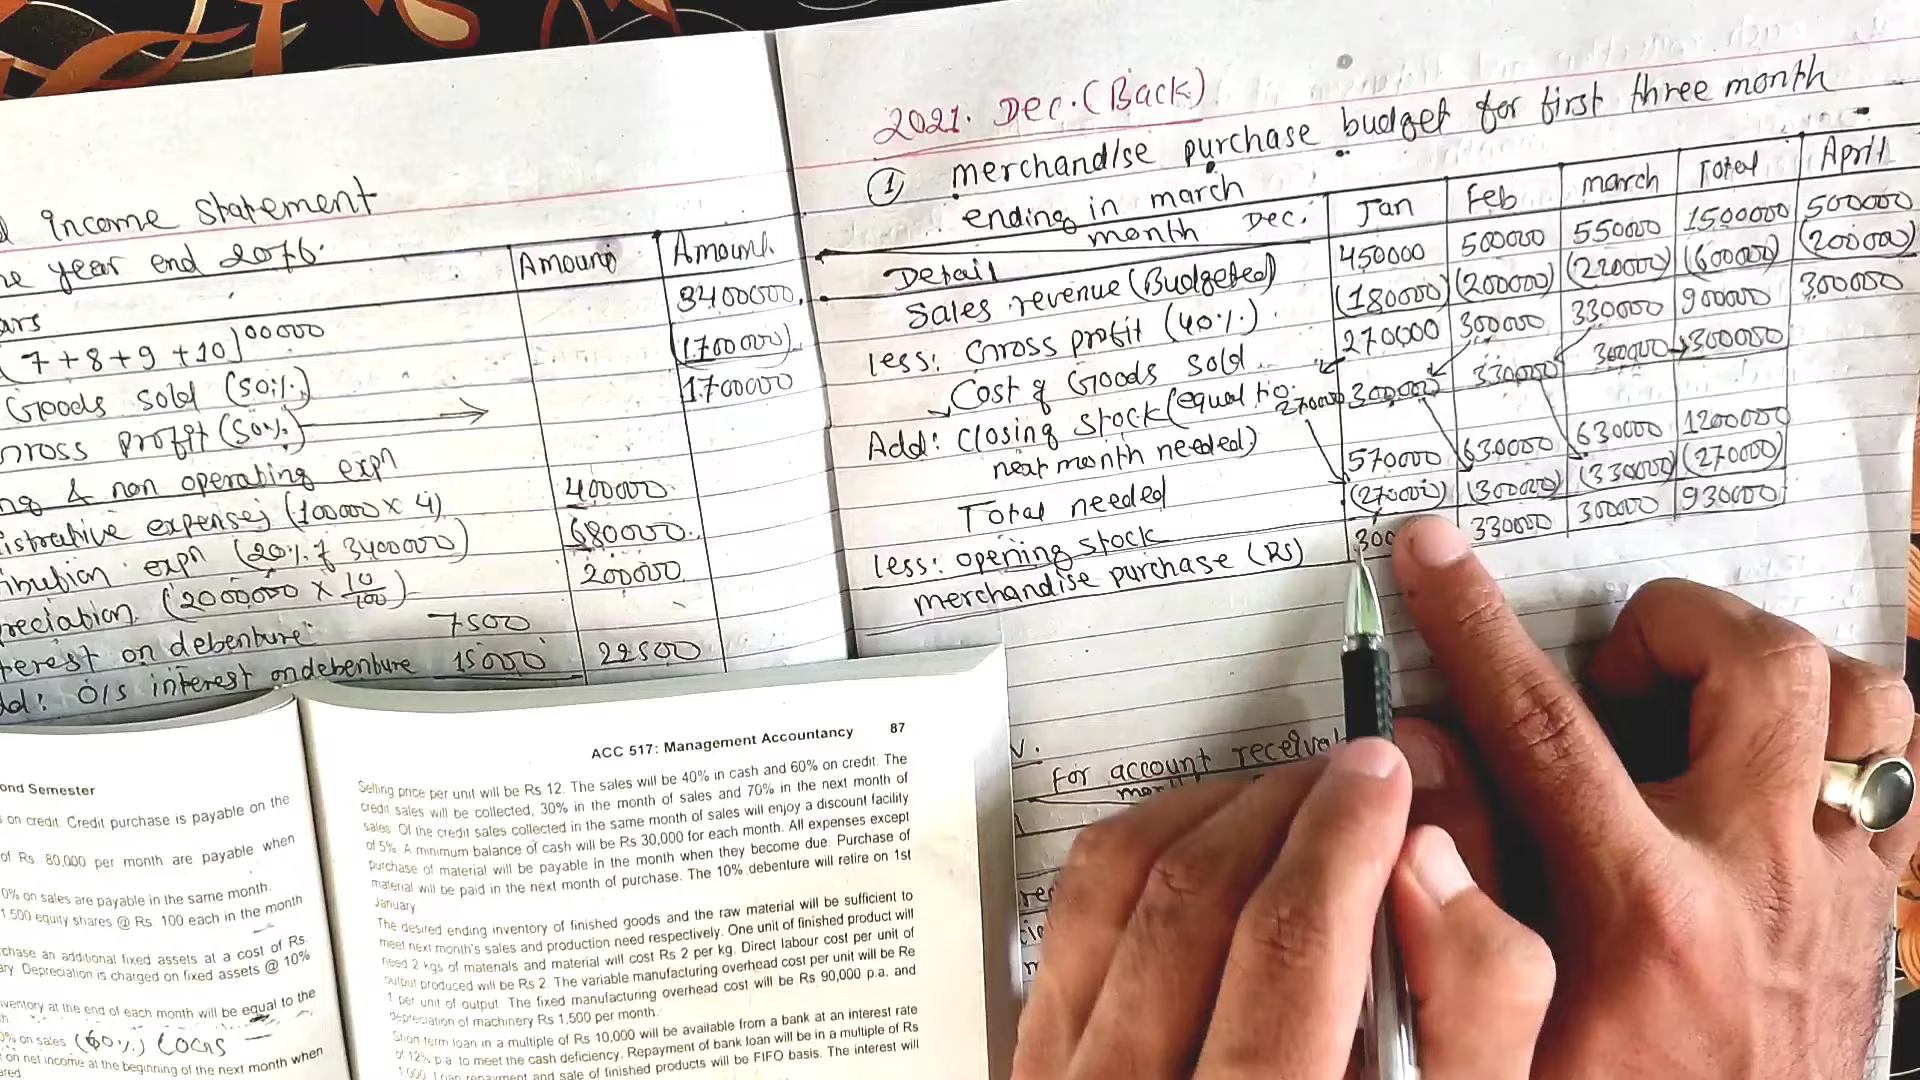 income statement
year end 2076.
Amount Amount
[7+8+9+10]00000 3400000
Goods sold (50%) (1700000)
Gross profit (50%) 1700000
& non operating expn
expenses (100000 x 4) 400000
expn (20% of 3400000) 680000
(2000000 x 10/100) 200000
on debenture 7500
O/S interest on debenture 15000 22500
2021. Dec. (Back)
① merchandise purchase budget for first three month
ending in march
month Dec. Jan Feb march Total April
Detail
Sales revenue (Budgeted) 450000 500000 550000 1500000 500000
less: Gross profit (40%) (180000) (200000) (220000) (600000) (200000)
Cost of Goods sold 270000 300000 330000 900000 300000
Add: closing stock (equal to 270000 300000 330000 300000 300000
next month needed)
Total needed 570000 630000 630000 1200000
less: opening stock (270000) (300000) (330000) (270000)
merchandise purchase (Rs) 300 330000 300000 930000
For account
ACC 517: Management Accountancy 87
Selling price per unit will be Rs 12. The sales will be 40% in cash and 60% on credit. The
credit sales will be collected, 30% in the month of sales and 70% in the next month of
sales. Of the credit sales collected in the same month of sales will enjoy a discount facility
of 5%. A minimum balance of cash will be Rs 30,000 for each month. All expenses except
purchase of material will be payable in the month when they become due. Purchase of
material will be paid in the next month of purchase. The 10% debenture will retire on 1st
January
The desired ending inventory of finished goods and the raw material will be sufficient to
meet next month's sales and production need respectively. One unit of finished product will
need 2 kgs of materials and material will cost Rs 2 per kg. Direct labour cost per unit of
output produced will be Rs 2. The variable manufacturing overhead cost per unit will be Re
1 per unit of output. The fixed manufacturing overhead cost will be Rs 90,000 p.a. and
depreciation of machinery Rs 1,500 per month.
Short-term loan in a multiple of Rs 10,000 will be available from a bank at an interest rate
of 12% p.a. to meet the cash deficiency. Repayment of bank loan will be in a multiple of Rs
1,000. Loan repayment and sale of finished products will be FIFO basis. The interest will
Semester
on credit. Credit purchase is payable on the
of Rs. 80,000 per month are payable when
0% on sales are payable in the same month.
1,500 equity shares @ Rs. 100 each in the month
an additional fixed assets at a cost of Rs.
Depreciation is charged on fixed assets @ 10%
at the end of each month will be equal to the
% on sales (60%) COGS
on net income at the beginning of the next month when